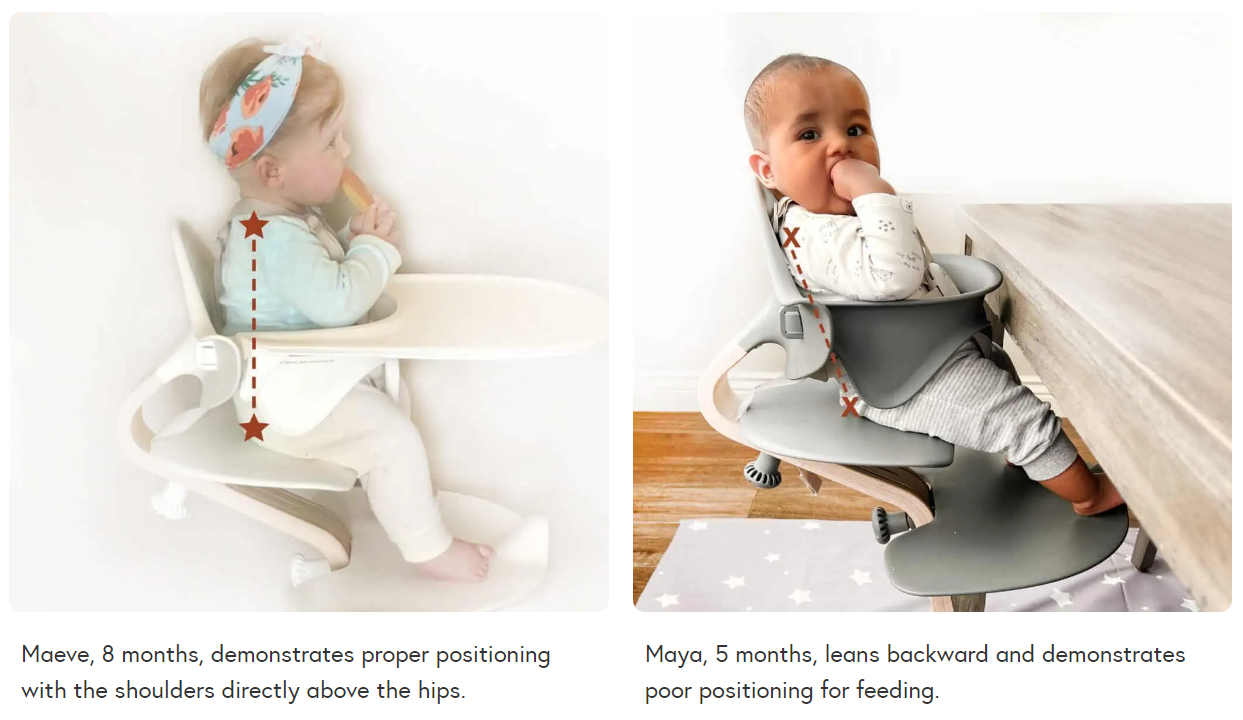 Maeve, 8 months, demonstrates proper positioning
with the shoulders directly above the hips.
Maya, 5 months, leans backward and demonstrates
poor positioning for feeding.